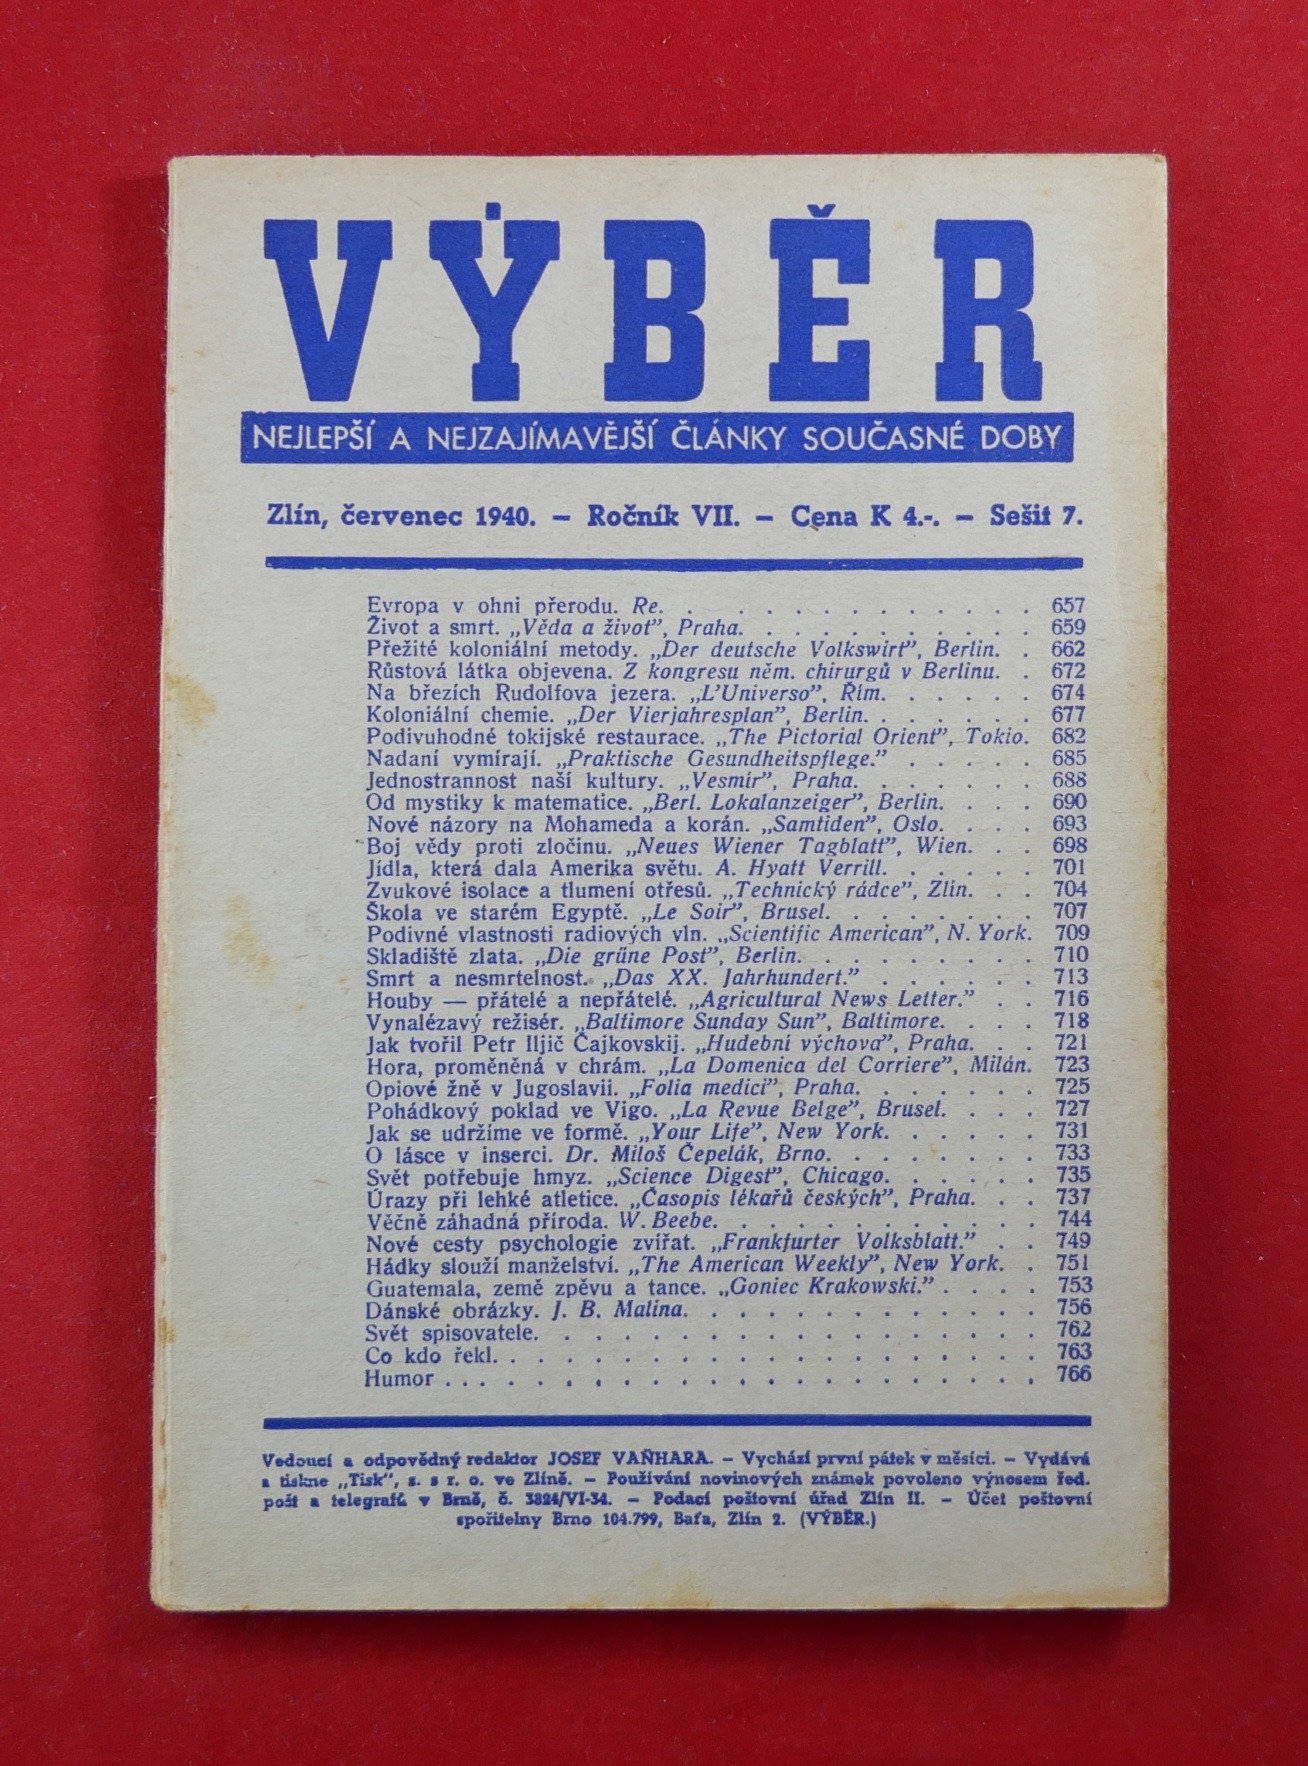 VÝBĚR
NEJLEPŠÍ A NEJZAJÍMAVĚJŠÍ ČLÁNKY SOUČASNÉ DOBY
Zlín, červenec 1940. – Ročník VII. – Cena K 4.-. – Sešit 7.
Evropa v ohni přerodu. Re. . . . . . . . . . . . . 657
Život a smrt. „Věda a život”, Praha. . . . . . . . . . . 659
Přežité koloniální metody. „Der deutsche Volkswirt”, Berlin. . 662
Růstová látka objevena. Z kongresu něm. chirurgů v Berlinu. . 672
Na březích Rudolfova jezera. „L’Universo”, Řím. . . . . . 674
Koloniální chemie. „Der Vierjahresplan”, Berlin. . . . . . . 677
Podivuhodné tokijské restaurace. „The Pictorial Orient”, Tokio. 682
Nadaní vymírají. „Praktische Gesundheitspflege.” . . . . . 685
Jednostrannost naší kultury. „Vesmír”, Praha. . . . . . . 688
Od mystiky k matematice. „Berl. Lokalanzeiger”, Berlin. . . . 690
Nové názory na Mohameda a korán. „Samtiden”, Oslo. . . . 693
Boj vědy proti zločinu. „Neues Wiener Tagblatt”, Wien. . . 698
Jídla, která dala Amerika světu. A. Hyatt Verrill. . . . . . 701
Zvukové isolace a tlumení otřesů. „Technický rádce”, Zlín. . . 704
Škola ve starém Egyptě. „Le Soir”, Brusel. . . . . . . . 707
Podivné vlastnosti radiových vln. „Scientific American”, N. York. 709
Skladiště zlata. „Die grüne Post”, Berlin. . . . . . . . . 710
Smrt a nesmrtelnost. „Das XX. Jahrhundert.” . . . . . . 713
Houby — přátelé a nepřátelé. „Agricultural News Letter.” . . 716
Vynalézavý režisér. „Baltimore Sunday Sun”, Baltimore. . . . 718
Jak tvořil Petr Iljič Čajkovskij. „Hudební výchova”, Praha. . . 721
Hora, proměněná v chrám. „La Domenica del Corriere”, Milán. 723
Opiové žně v Jugoslavii. „Folia medici”, Praha. . . . . . . 725
Pohádkový poklad ve Vigo. „La Revue Belge”, Brusel. . . . 727
Jak se udržíme ve formě. „Your Life”, New York. . . . . . 731
O lásce v inserci. Dr. Miloš Čepelák, Brno. . . . . . . . 733
Svět potřebuje hmyz. „Science Digest”, Chicago. . . . . . 735
Úrazy při lehké atletice. „Časopis lékařů českých”, Praha. . . 737
Věčně záhadná příroda. W. Beebe. . . . . . . . . . . . 744
Nové cesty psychologie zvířat. „Frankfurter Volksblatt.” . . 749
Hádky slouží manželství. „The American Weekly”, New York. . 751
Guatemala, země zpěvu a tance. „Goniec Krakowski.” . . . . 753
Dánské obrázky. J. B. Malina. . . . . . . . . . . . . 756
Svět spisovatele. . . . . . . . . . . . . . . . . . . 762
Co kdo řekl. . . . . . . . . . . . . . . . . . . . 763
Humor . . . . . . . . . . . . . . . . . . . . . 766
Vedoucí a odpovědný redaktor JOSEF VAŇHARA. – Vychází první pátek v měsíci. – Vydává
a tiskne „Tisk”, s. s r. o. ve Zlíně. – Používání novinových známek povoleno výnosem řed.
pošt a telegrafů v Brně, č. 3824/VI-34. – Podací poštovní úřad Zlín II. – Účet poštovní
spořitelny Brno 104.799, Baťa, Zlín 2. (VÝBĚR.)